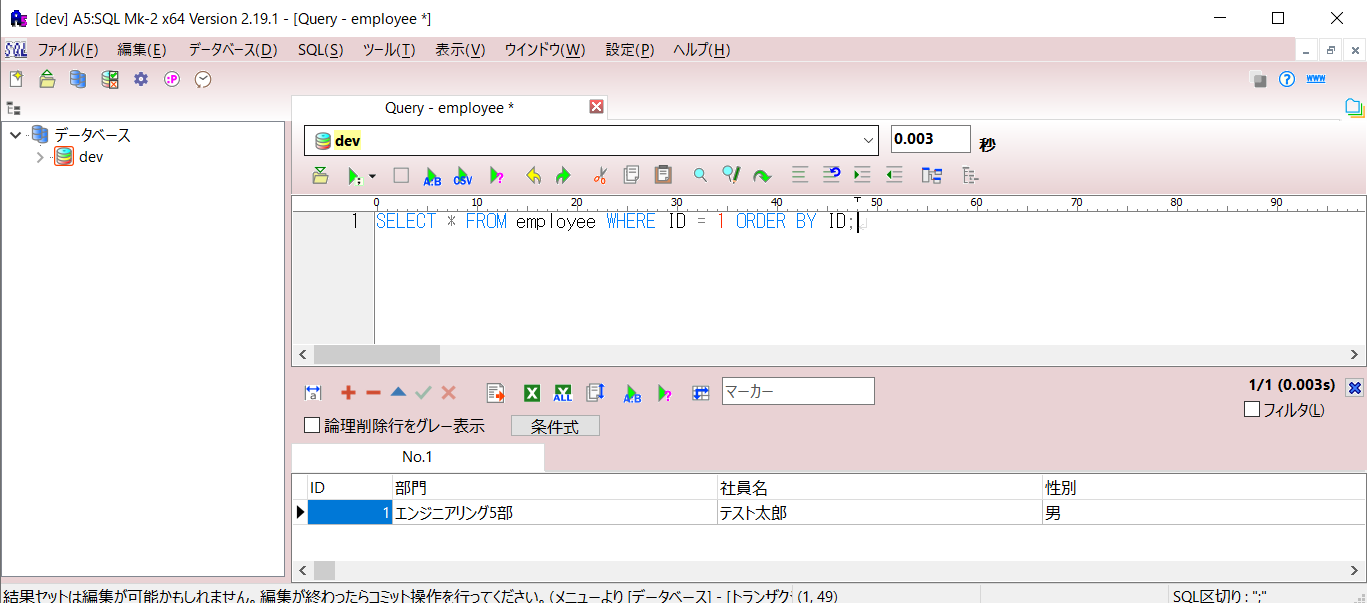 [dev] A5:SQL Mk-2 x64 Version 2.19.1 - [Query - employee *]
SQL ファイル(F) 編集(E) データベース(D) SQL(S) ツール(T) 表示(V) ウインドウ(W) 設定(P) ヘルプ(H)
:P WWW
Query - employee *
データベース
dev
dev 0.003 秒
A:B CSV
0 10 20 30 40 50 60 70 80 90
1 SELECT * FROM employee WHERE ID = 1 ORDER BY ID;
a ALL A:B マーカー 1/1 (0.003s)
フィルタ(L)
論理削除行をグレー表示 条件式
No.1
ID 部門 社員名 性別
1 エンジニアリング5部 テスト太郎 男
結果セットは編集が可能かもしれません。編集が終わったらコミット操作を行ってください。(メニューより [データベース] - [トランザク (1, 49) SQL区切り : ";"